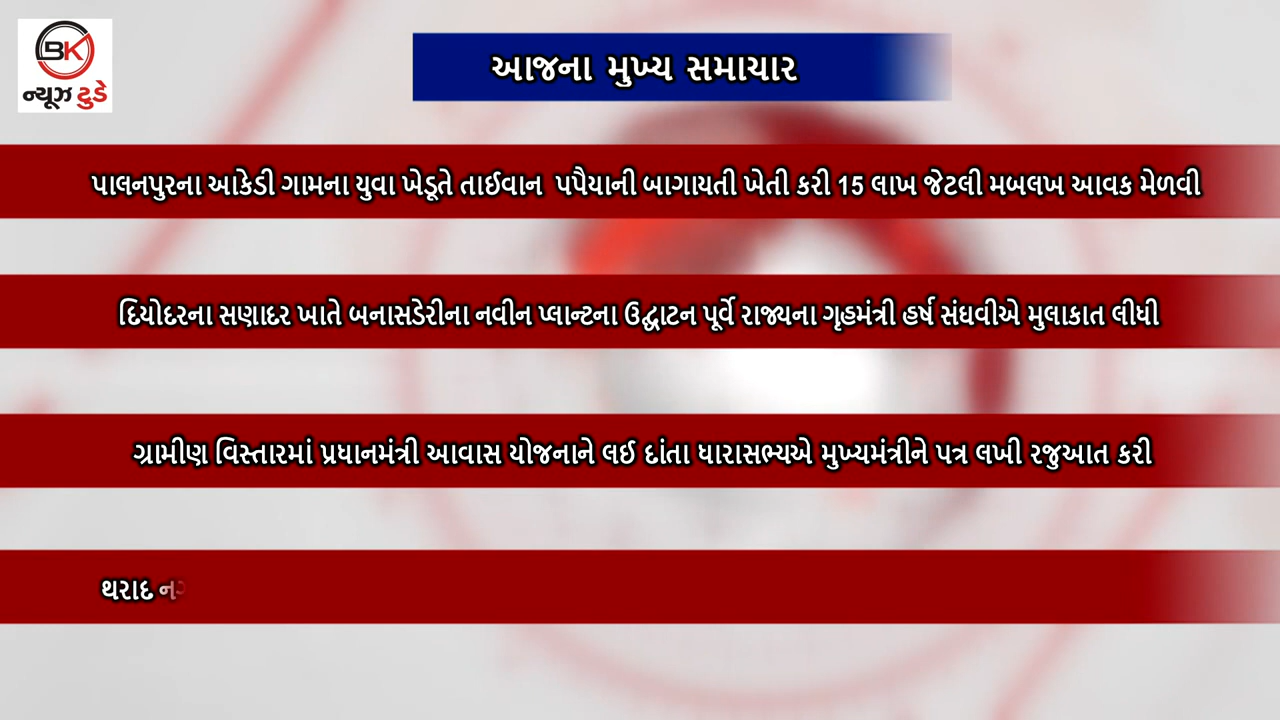 BK
ન્યૂઝ ટુડે
આજના મુખ્ય સમાચાર
પાલનપુરના આકેડી ગામના યુવા ખેડૂતે તાઈવાન પપૈયાની બાગાયતી ખેતી કરી 15 લાખ જેટલી મબલખ આવક મેળવી
દિયોદરના સણાદર ખાતે બનાસડેરીના નવીન પ્લાન્ટના ઉદ્ઘાટન પૂર્વે રાજ્યના ગૃહમંત્રી હર્ષ સંઘવીએ મુલાકાત લીધી
ગ્રામીણ વિસ્તારમાં પ્રધાનમંત્રી આવાસ યોજનાને લઈ દાંતા ધારાસભ્યએ મુખ્યમંત્રીને પત્ર લખી રજુઆત કરી
થરાદ